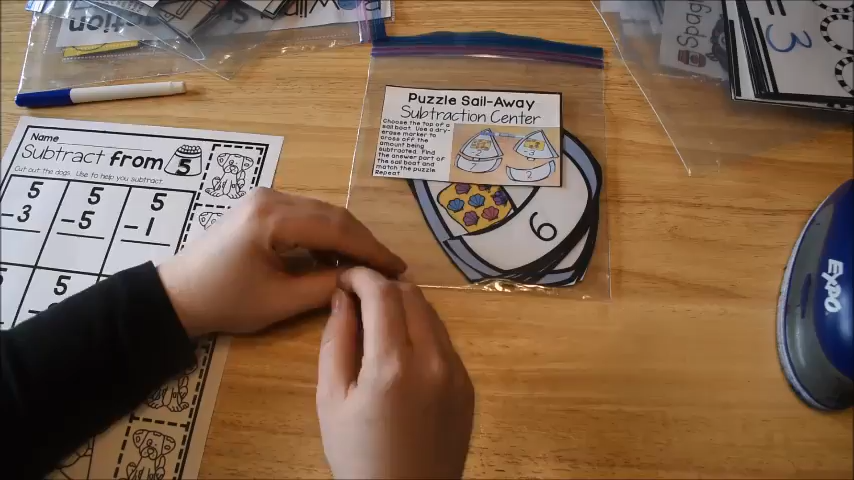 Puzzle Sail-Away
Subtraction Center
Choose the top of a
sail boat. Use a dry-
erase marker to
cross off the
amount being
subtracted. Find
the answer part of
the sail boat and
match the puzzle.
Repeat
6
Name
Subtract from 5
Cut out the dogs. Use to help you subtract.
5 5 5
-3 -5 -1
5 5
Spag
3
EXPO